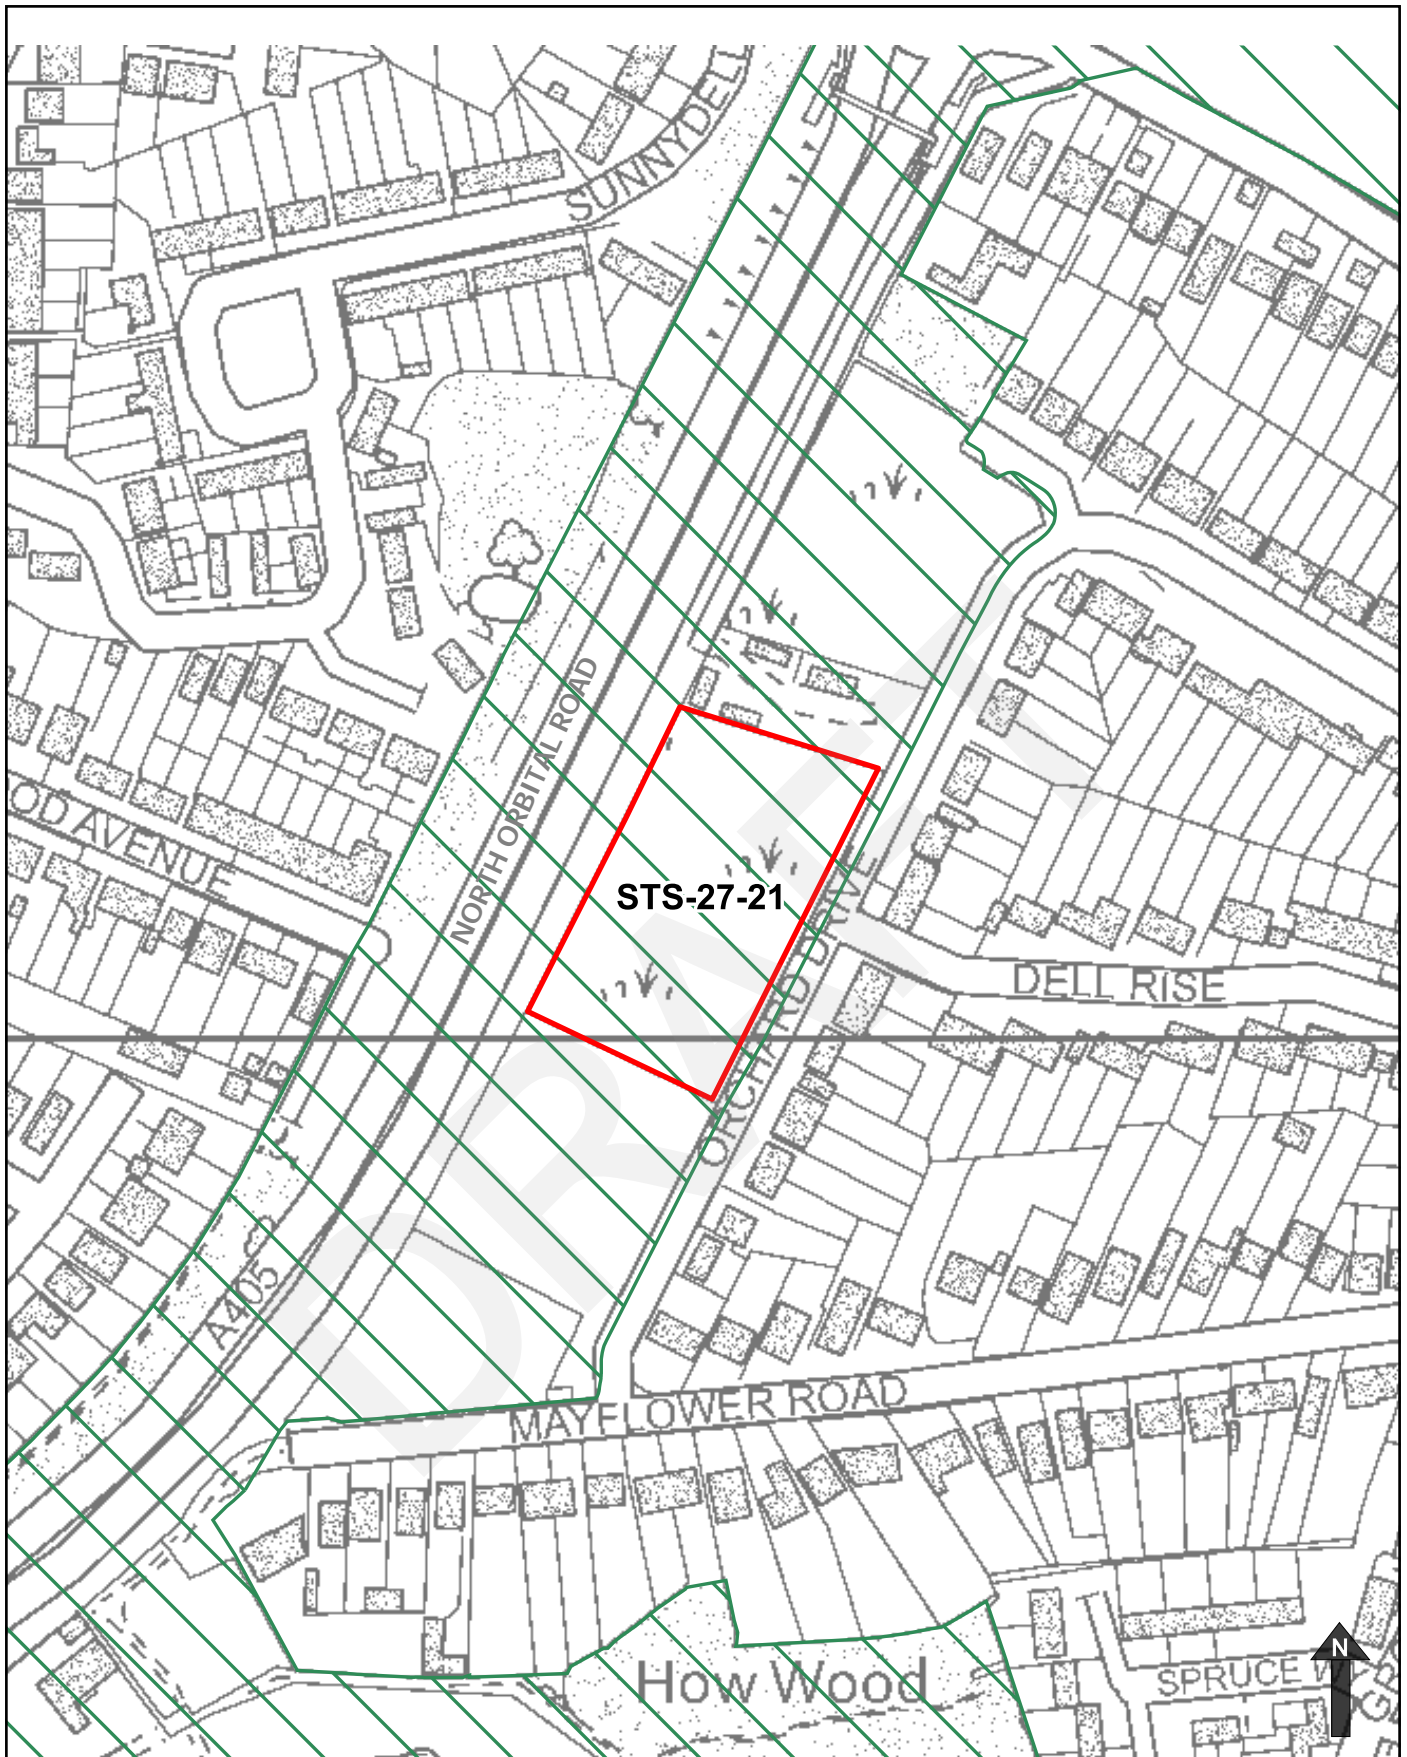 SUNNYDELL
NORTH ORBITAL ROAD
OD AVENUE
STS-27-21
ORCHARD DRIVE
DELL RISE
A405
MAYFLOWER ROAD
How Wood
SPRUCE W
N
DRAFT